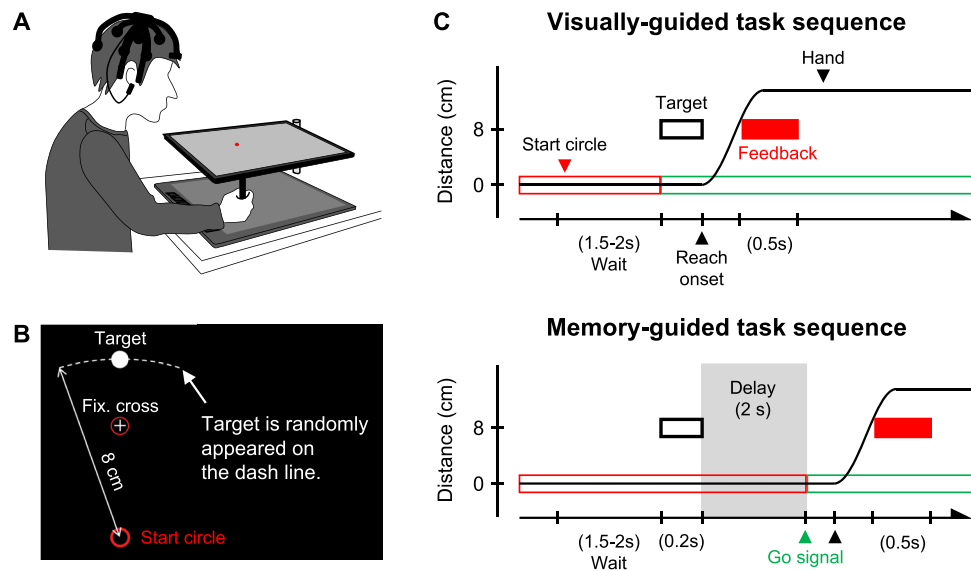 A
B
Target
Fix. cross
Target is randomly
appeared on
the dash line.
8 cm
Start circle
C
Visually-guided task sequence
Hand
Target
Distance (cm)
8
Start circle
Feedback
0
(1.5-2s)
Wait
Reach
onset
(0.5s)
Memory-guided task sequence
Delay
(2 s)
Distance (cm)
8
0
(1.5-2s)
Wait
(0.2s)
Go signal
(0.5s)